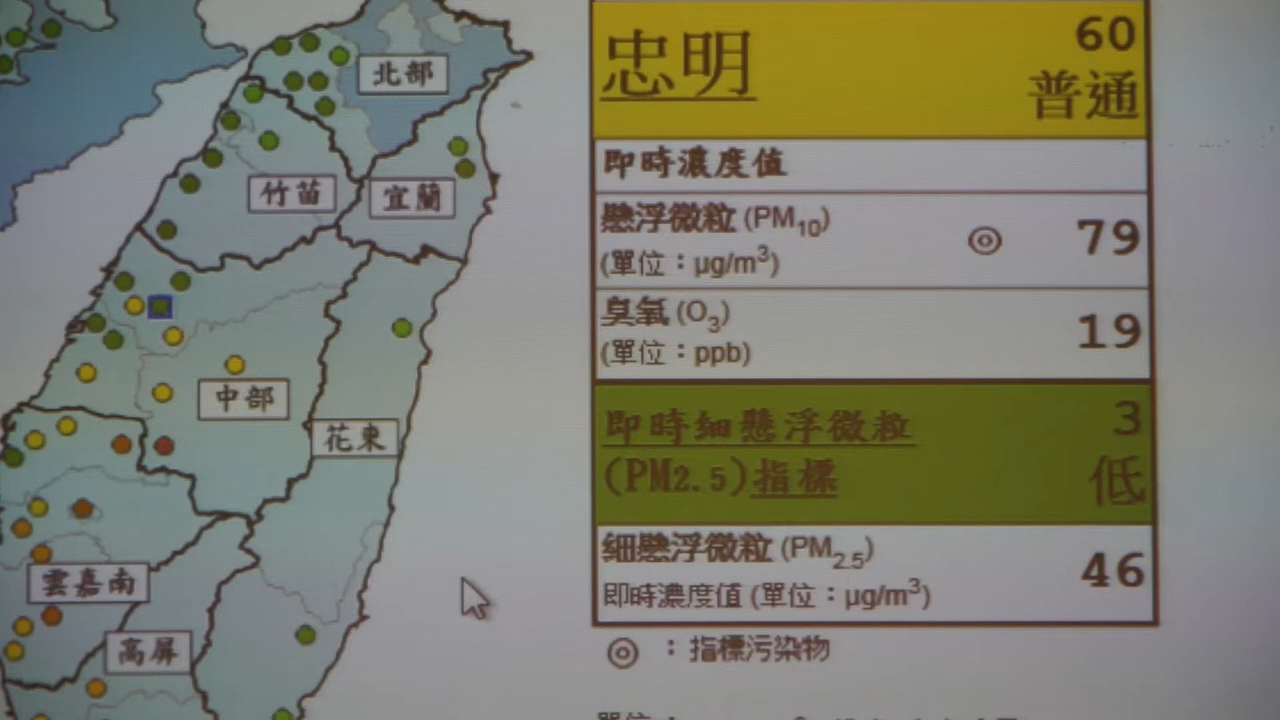 北部
竹苗
宜蘭
中部
花東
雲嘉南
高屏
忠明
60
普通
即時濃度值
懸浮微粒 (PM10)
(單位：μg/m3)
◎
79
臭氧 (O3)
(單位：ppb)
19
即時細懸浮微粒
(PM2.5)指標
3
低
細懸浮微粒 (PM2.5)
即時濃度值 (單位：μg/m3)
46
◎ ：指標污染物